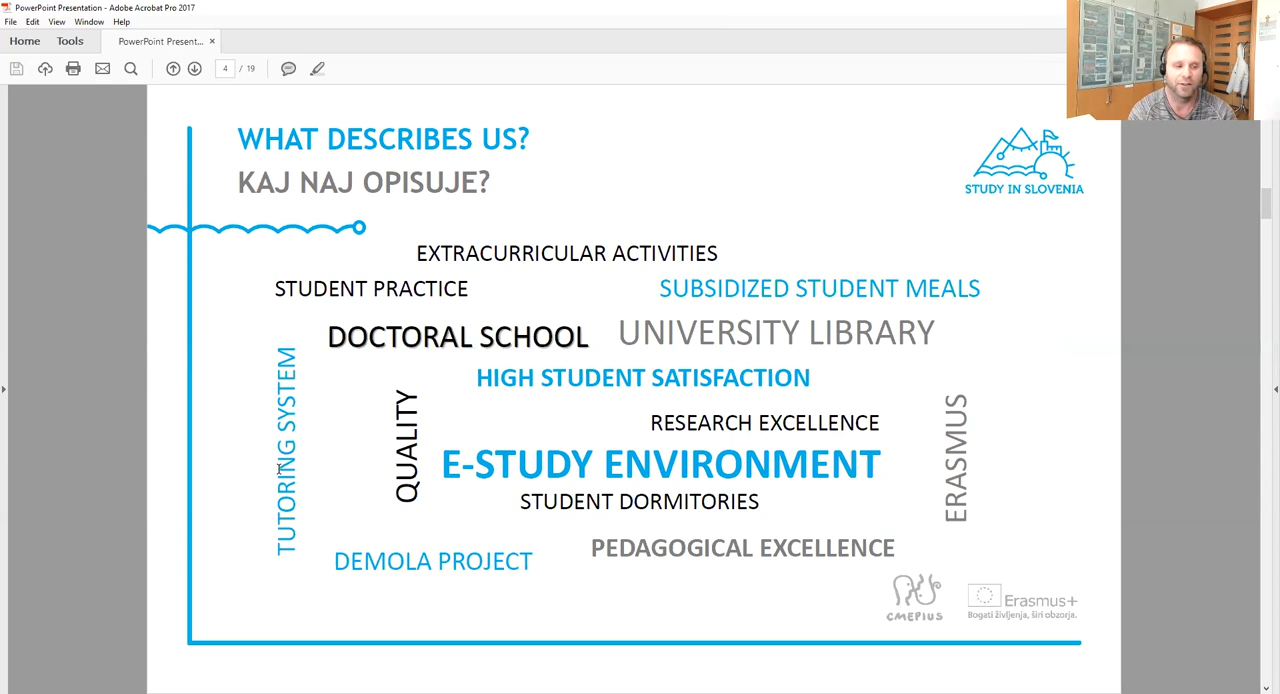 PowerPoint Presentation - Adobe Acrobat Pro 2017
File Edit View Window Help
Home Tools PowerPoint Present... ×
4 / 19
WHAT DESCRIBES US?
KAJ NAJ OPISUJE?
STUDY IN SLOVENIA
EXTRACURRICULAR ACTIVITIES
STUDENT PRACTICE
SUBSIDIZED STUDENT MEALS
DOCTORAL SCHOOL
UNIVERSITY LIBRARY
TUTORING SYSTEM
HIGH STUDENT SATISFACTION
QUALITY
RESEARCH EXCELLENCE
ERASMUS
E-STUDY ENVIRONMENT
STUDENT DORMITORIES
PEDAGOGICAL EXCELLENCE
DEMOLA PROJECT
CMEPIUS
Erasmus+
Bogati življenja, širi obzorja.